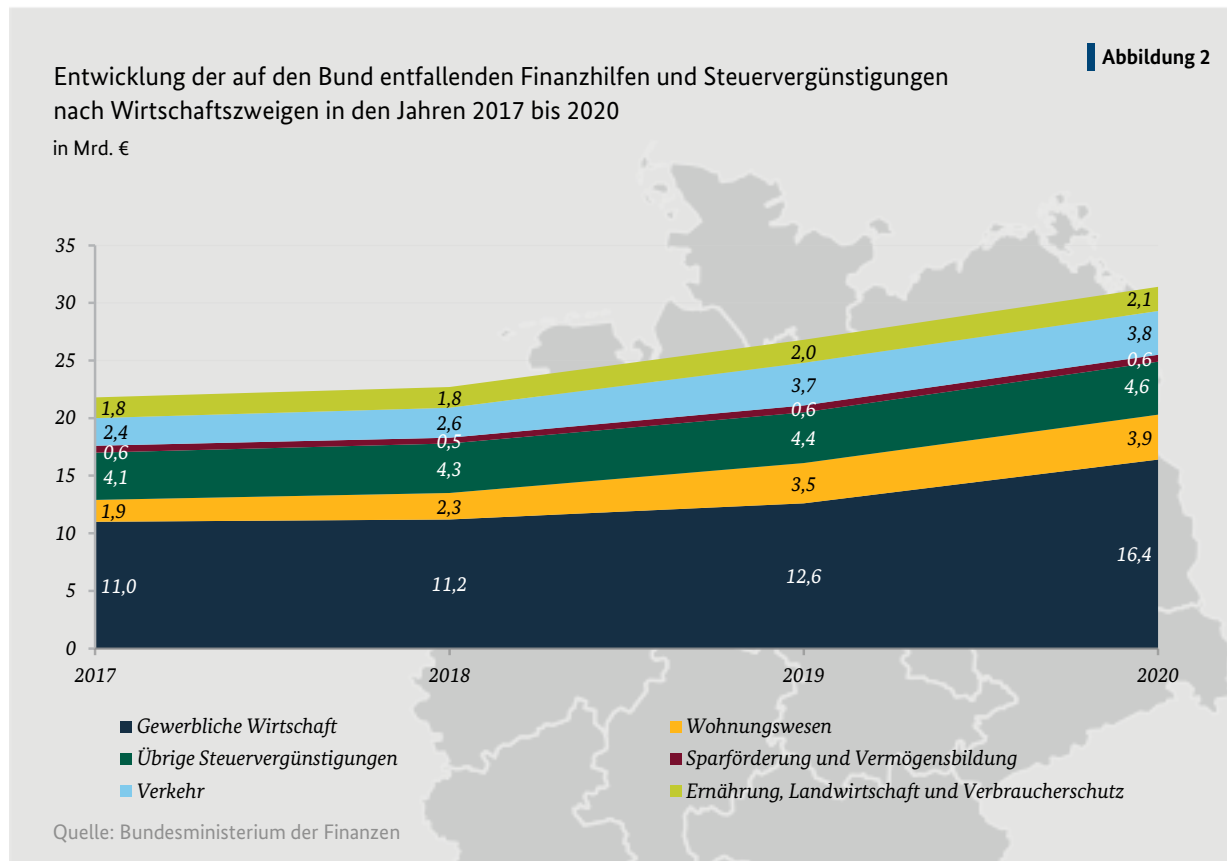 Abbildung 2
Entwicklung der auf den Bund entfallenden Finanzhilfen und Steuervergünstigungen
nach Wirtschaftszweigen in den Jahren 2017 bis 2020
in Mrd. €
35
30
25
20
15
10
5
0
1,8 1,8 2,0 2,1
2,4 2,6 3,7 3,8
0,6 0,5 0,6 0,6
4,1 4,3 4,4 4,6
1,9 2,3 3,5 3,9
11,0 11,2 12,6 16,4
2017 2018 2019 2020
Gewerbliche Wirtschaft Wohnungswesen
Übrige Steuervergünstigungen Sparförderung und Vermögensbildung
Verkehr Ernährung, Landwirtschaft und Verbraucherschutz
Quelle: Bundesministerium der Finanzen